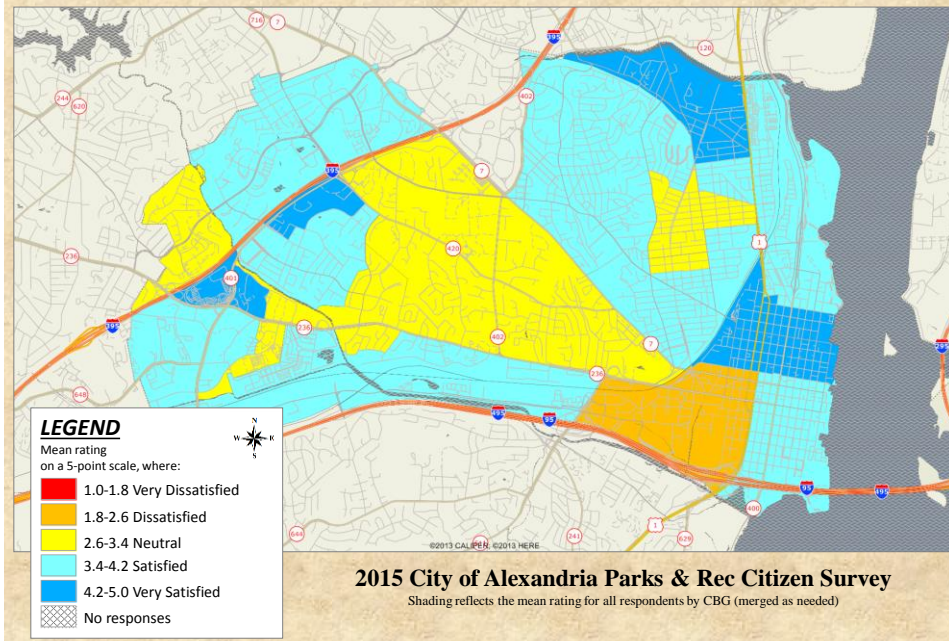 716
7
395
120
402
244
620
7
395
236
420
1
401
395
236
402
7
236
295
648
495
95
95
495
400
1
644
241
629
©2013 CALIPER, ©2013 HERE
LEGEND
Mean rating
on a 5-point scale, where:
N
W
E
S
1.0-1.8 Very Dissatisfied
1.8-2.6 Dissatisfied
2.6-3.4 Neutral
3.4-4.2 Satisfied
4.2-5.0 Very Satisfied
No responses
2015 City of Alexandria Parks & Rec Citizen Survey
Shading reflects the mean rating for all respondents by CBG (merged as needed)